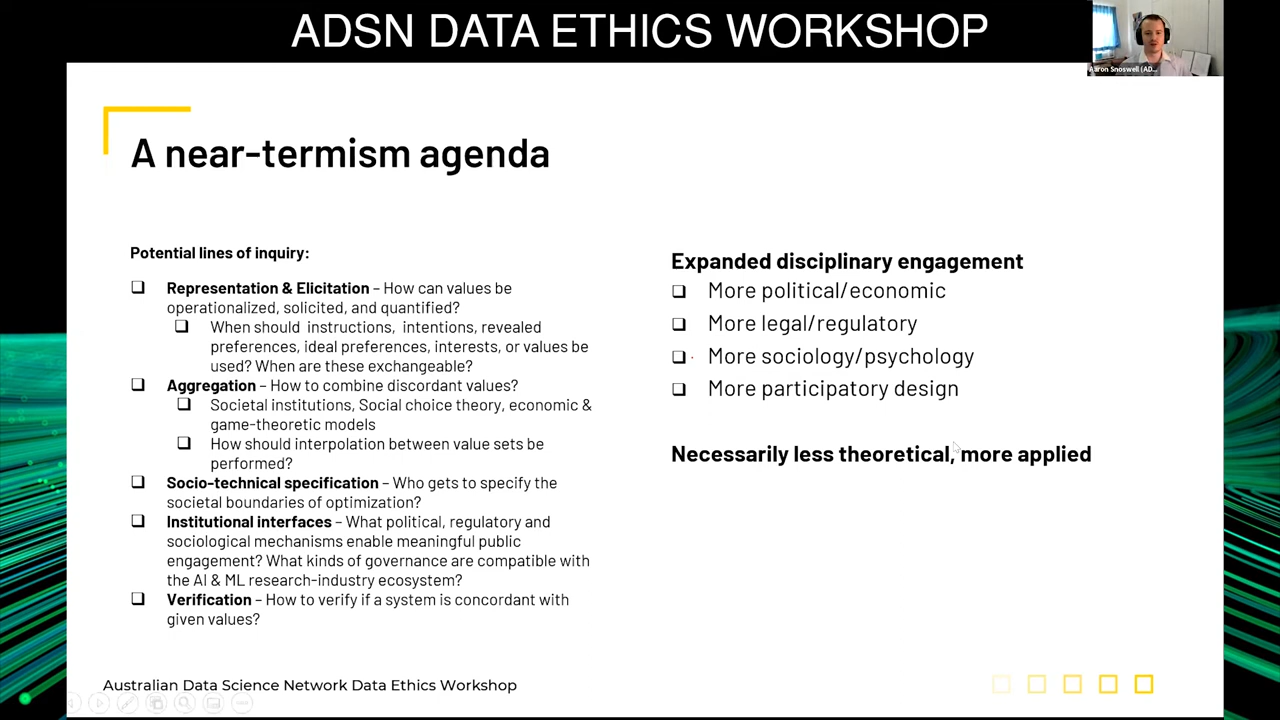 ADSN DATA ETHICS WORKSHOP
Aaron Snoswell (AD...
A near-termism agenda
Potential lines of inquiry:
❑ Representation & Elicitation – How can values be
operationalized, solicited, and quantified?
❑ When should instructions, intentions, revealed
preferences, ideal preferences, interests, or values be
used? When are these exchangeable?
❑ Aggregation – How to combine discordant values?
❑ Societal institutions, Social choice theory, economic &
game-theoretic models
❑ How should interpolation between value sets be
performed?
❑ Socio-technical specification – Who gets to specify the
societal boundaries of optimization?
❑ Institutional interfaces – What political, regulatory and
sociological mechanisms enable meaningful public
engagement? What kinds of governance are compatible with
the AI & ML research-industry ecosystem?
❑ Verification – How to verify if a system is concordant with
given values?
Expanded disciplinary engagement
❑ More political/economic
❑ More legal/regulatory
❑ More sociology/psychology
❑ More participatory design
Necessarily less theoretical, more applied
Australian Data Science Network Data Ethics Workshop